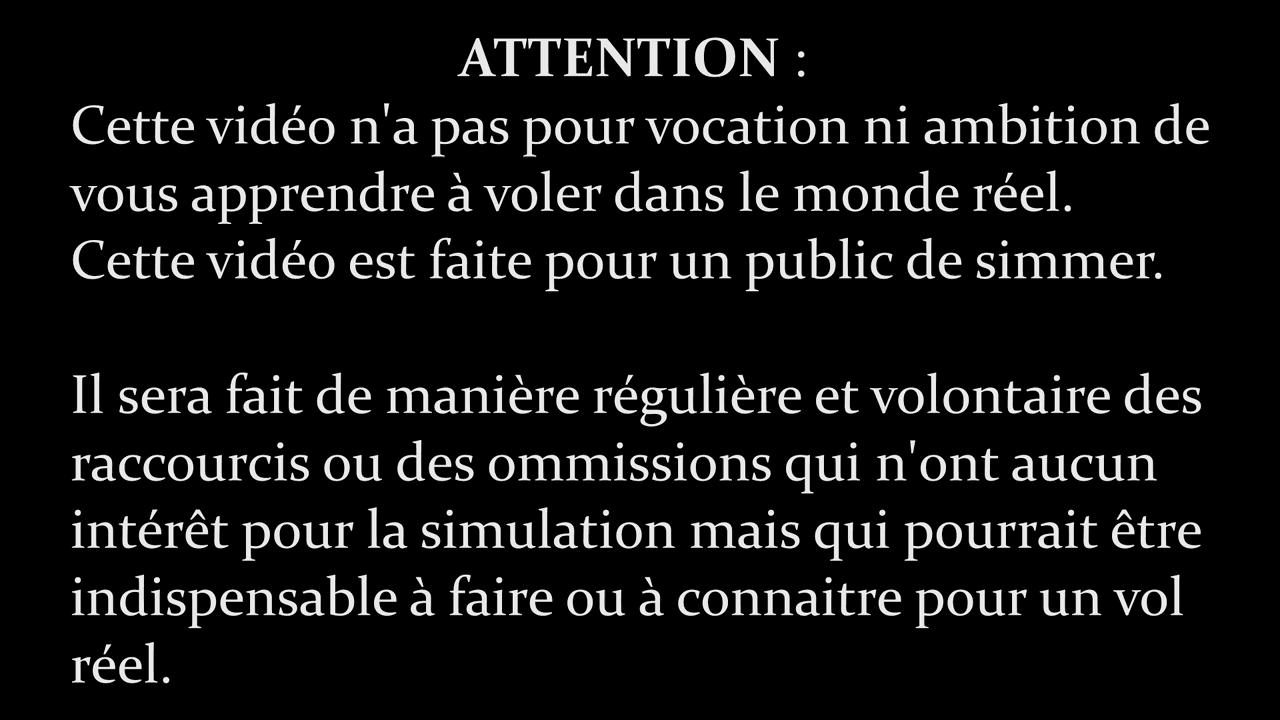 ATTENTION :
Cette vidéo n'a pas pour vocation ni ambition de
vous apprendre à voler dans le monde réel.
Cette vidéo est faite pour un public de simmer.
Il sera fait de manière régulière et volontaire des
raccourcis ou des ommissions qui n'ont aucun
intérêt pour la simulation mais qui pourrait être
indispensable à faire ou à connaitre pour un vol
réel.